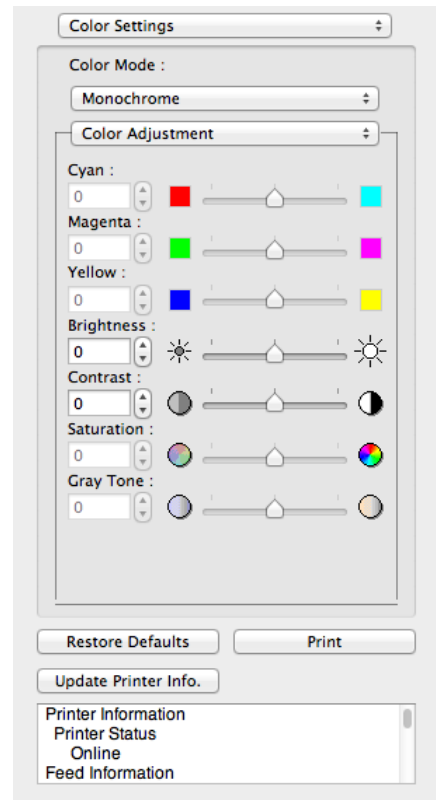 Color Settings
Color Mode :
Monochrome
Color Adjustment
Cyan :
0
Magenta :
0
Yellow :
0
Brightness :
0
Contrast :
0
Saturation :
0
Gray Tone :
0
Restore Defaults Print
Update Printer Info.
Printer Information
Printer Status
Online
Feed Information